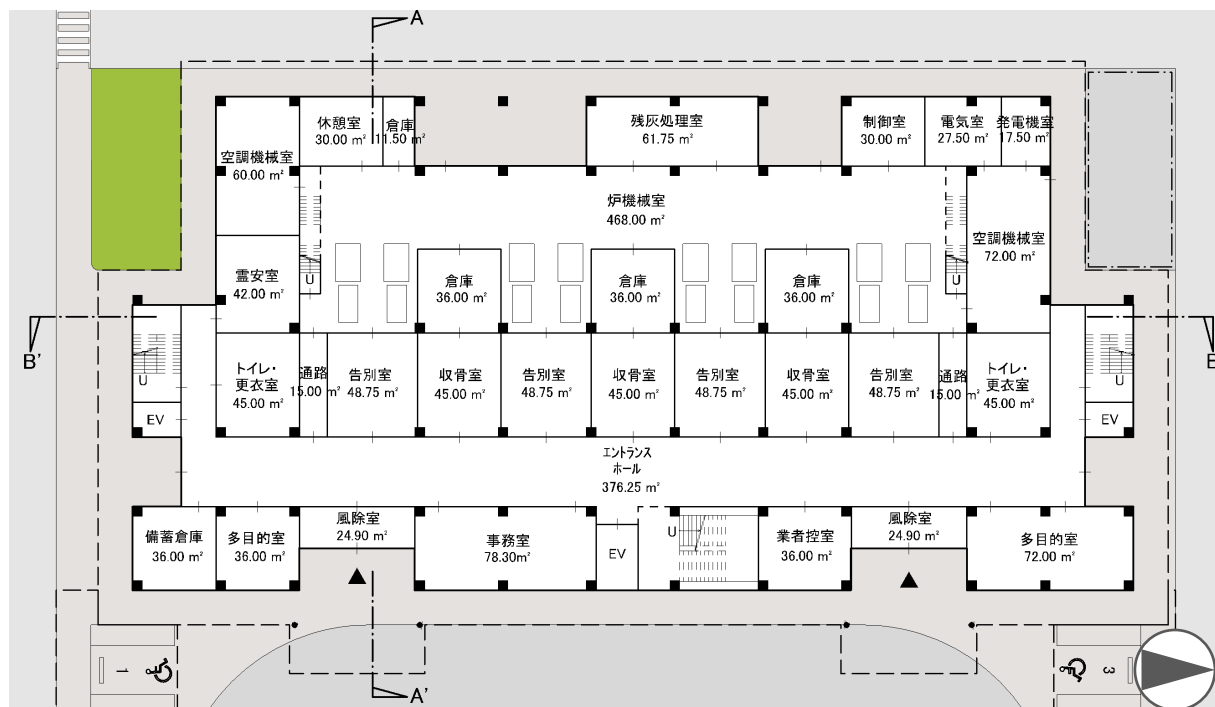 A
休憩室
30.00 m²
倉庫
11.50 m²
残灰処理室
61.75 m²
制御室
30.00 m²
電気室
27.50 m²
発電機室
17.50 m²
空調機械室
60.00 m²
炉機械室
468.00 m²
空調機械室
72.00 m²
霊安室
42.00 m²
U
倉庫
36.00 m²
倉庫
36.00 m²
倉庫
36.00 m²
U
B'
B
U
U
トイレ・
更衣室
45.00 m²
通路
15.00 m²
告別室
48.75 m²
収骨室
45.00 m²
告別室
48.75 m²
収骨室
45.00 m²
告別室
48.75 m²
収骨室
45.00 m²
告別室
48.75 m²
通路
15.00 m²
トイレ・
更衣室
45.00 m²
EV
EV
エントランス
ホール
376.25 m²
備蓄倉庫
36.00 m²
多目的室
36.00 m²
風除室
24.90 m²
事務室
78.30m²
EV
U
業者控室
36.00 m²
風除室
24.90 m²
多目的室
72.00 m²
1
3
A'